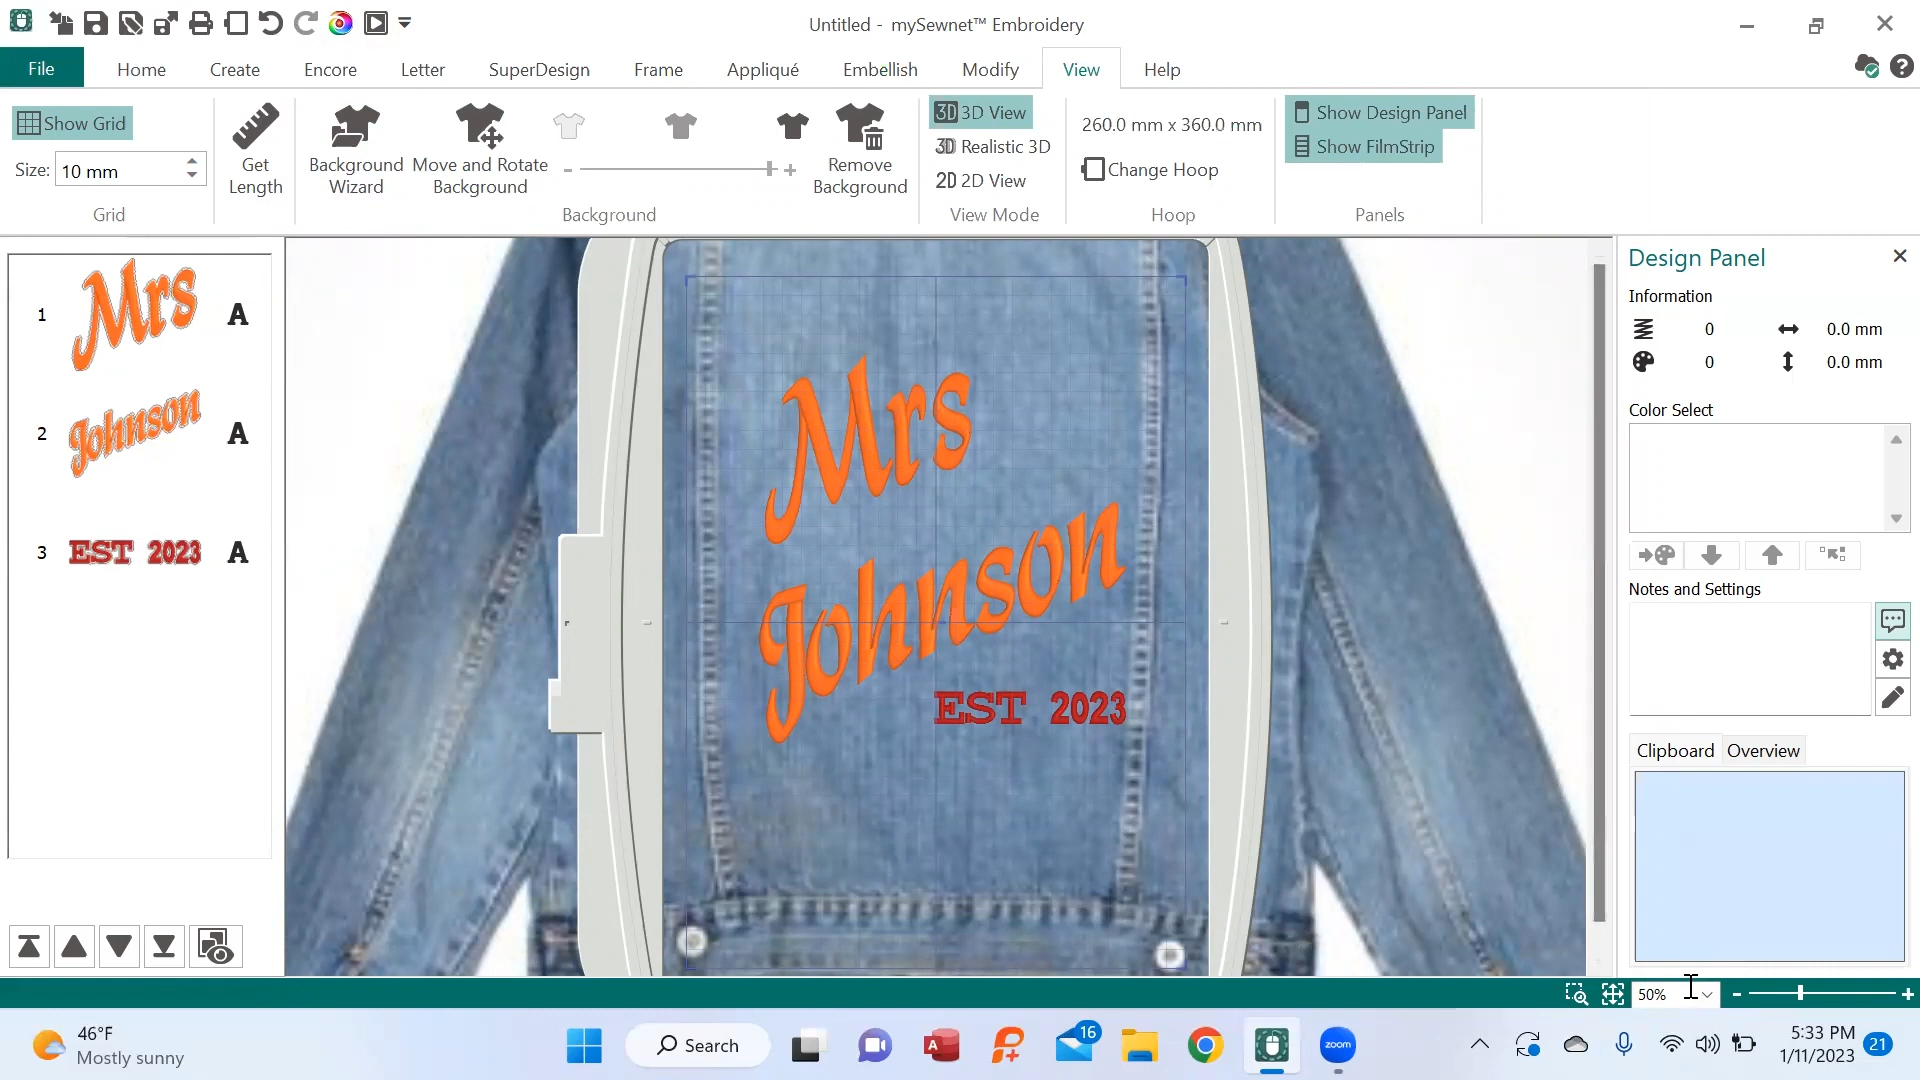 Untitled - mySewnet™ Embroidery
File Home Create Encore Letter SuperDesign Frame Appliqué Embellish Modify View Help
Show Grid
Size: 10 mm
Grid
Get Length
Background Wizard
Move and Rotate Background
Remove Background
Background
3D 3D View
3D Realistic 3D
2D 2D View
View Mode
260.0 mm x 360.0 mm
Change Hoop
Hoop
Show Design Panel
Show FilmStrip
Panels
1 Mrs A
2 Johnson A
3 EST 2023 A
Mrs
Johnson
EST 2023
Design Panel
Information
0 0.0 mm
0 0.0 mm
Color Select
Notes and Settings
Clipboard Overview
50%
46°F
Mostly sunny
Search
16
zoom
5:33 PM
1/11/2023
21